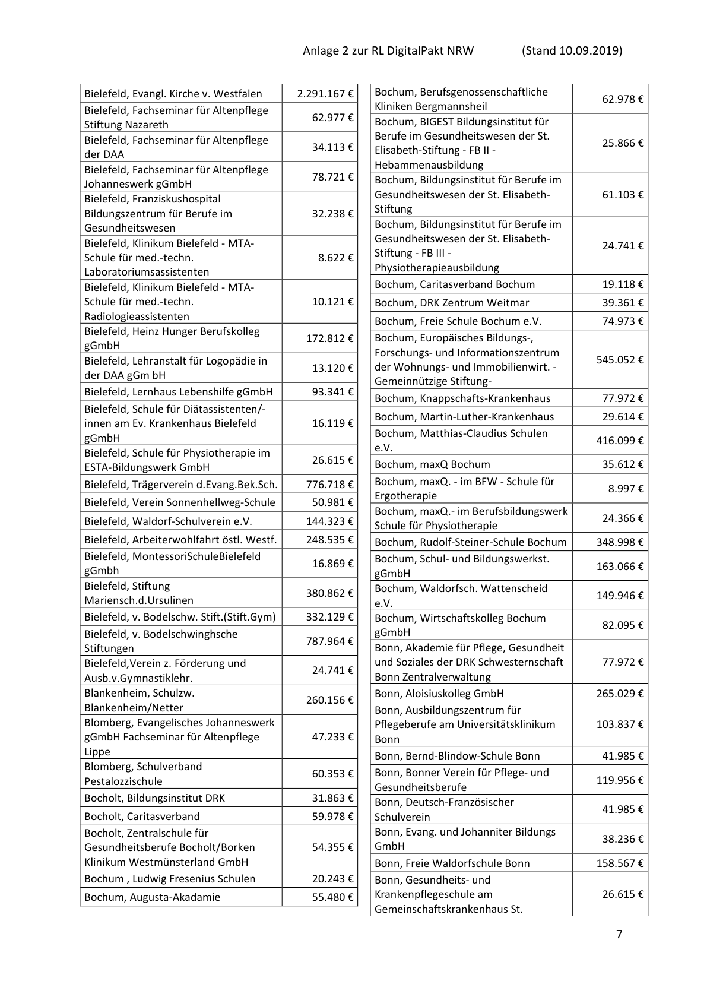 Anlage 2 zur RL DigitalPakt NRW (Stand 10.09.2019)
Bielefeld, Evangl. Kirche v. Westfalen 2.291.167 €
Bielefeld, Fachseminar für Altenpflege
Stiftung Nazareth 62.977 €
Bielefeld, Fachseminar für Altenpflege
der DAA 34.113 €
Bielefeld, Fachseminar für Altenpflege
Johanneswerk gGmbH 78.721 €
Bielefeld, Franziskushospital
Bildungszentrum für Berufe im 32.238 €
Gesundheitswesen
Bielefeld, Klinikum Bielefeld - MTA-
Schule für med.-techn. 8.622 €
Laboratoriumsassistenten
Bielefeld, Klinikum Bielefeld - MTA-
Schule für med.-techn. 10.121 €
Radiologieassistenten
Bielefeld, Heinz Hunger Berufskolleg
gGmbH 172.812 €
Bielefeld, Lehranstalt für Logopädie in
der DAA gGm bH 13.120 €
Bielefeld, Lernhaus Lebenshilfe gGmbH 93.341 €
Bielefeld, Schule für Diätassistenten/-
innen am Ev. Krankenhaus Bielefeld 16.119 €
gGmbH
Bielefeld, Schule für Physiotherapie im
ESTA-Bildungswerk GmbH 26.615 €
Bielefeld, Trägerverein d.Evang.Bek.Sch. 776.718 €
Bielefeld, Verein Sonnenhellweg-Schule 50.981 €
Bielefeld, Waldorf-Schulverein e.V. 144.323 €
Bielefeld, Arbeiterwohlfahrt östl. Westf. 248.535 €
Bielefeld, MontessoriSchuleBielefeld
gGmbh 16.869 €
Bielefeld, Stiftung
Mariensch.d.Ursulinen 380.862 €
Bielefeld, v. Bodelschw. Stift.(Stift.Gym) 332.129 €
Bielefeld, v. Bodelschwinghsche
Stiftungen 787.964 €
Bielefeld,Verein z. Förderung und
Ausb.v.Gymnastiklehr. 24.741 €
Blankenheim, Schulzw.
Blankenheim/Netter 260.156 €
Blomberg, Evangelisches Johanneswerk
gGmbH Fachseminar für Altenpflege 47.233 €
Lippe
Blomberg, Schulverband
Pestalozzischule 60.353 €
Bocholt, Bildungsinstitut DRK 31.863 €
Bocholt, Caritasverband 59.978 €
Bocholt, Zentralschule für
Gesundheitsberufe Bocholt/Borken 54.355 €
Klinikum Westmünsterland GmbH
Bochum , Ludwig Fresenius Schulen 20.243 €
Bochum, Augusta-Akadamie 55.480 €
Bochum, Berufsgenossenschaftliche
Kliniken Bergmannsheil 62.978 €
Bochum, BIGEST Bildungsinstitut für
Berufe im Gesundheitswesen der St.
Elisabeth-Stiftung - FB II - 25.866 €
Hebammenausbildung
Bochum, Bildungsinstitut für Berufe im
Gesundheitswesen der St. Elisabeth- 61.103 €
Stiftung
Bochum, Bildungsinstitut für Berufe im
Gesundheitswesen der St. Elisabeth-
Stiftung - FB III - 24.741 €
Physiotherapieausbildung
Bochum, Caritasverband Bochum 19.118 €
Bochum, DRK Zentrum Weitmar 39.361 €
Bochum, Freie Schule Bochum e.V. 74.973 €
Bochum, Europäisches Bildungs-,
Forschungs- und Informationszentrum
der Wohnungs- und Immobilienwirt. - 545.052 €
Gemeinnützige Stiftung-
Bochum, Knappschafts-Krankenhaus 77.972 €
Bochum, Martin-Luther-Krankenhaus 29.614 €
Bochum, Matthias-Claudius Schulen
e.V. 416.099 €
Bochum, maxQ Bochum 35.612 €
Bochum, maxQ. - im BFW - Schule für
Ergotherapie 8.997 €
Bochum, maxQ.- im Berufsbildungswerk
Schule für Physiotherapie 24.366 €
Bochum, Rudolf-Steiner-Schule Bochum 348.998 €
Bochum, Schul- und Bildungswerkst.
gGmbH 163.066 €
Bochum, Waldorfsch. Wattenscheid
e.V. 149.946 €
Bochum, Wirtschaftskolleg Bochum
gGmbH 82.095 €
Bonn, Akademie für Pflege, Gesundheit
und Soziales der DRK Schwesternschaft 77.972 €
Bonn Zentralverwaltung
Bonn, Aloisiuskolleg GmbH 265.029 €
Bonn, Ausbildungszentrum für
Pflegeberufe am Universitätsklinikum 103.837 €
Bonn
Bonn, Bernd-Blindow-Schule Bonn 41.985 €
Bonn, Bonner Verein für Pflege- und
Gesundheitsberufe 119.956 €
Bonn, Deutsch-Französischer
Schulverein 41.985 €
Bonn, Evang. und Johanniter Bildungs
GmbH 38.236 €
Bonn, Freie Waldorfschule Bonn 158.567 €
Bonn, Gesundheits- und
Krankenpflegeschule am 26.615 €
Gemeinschaftskrankenhaus St.
7